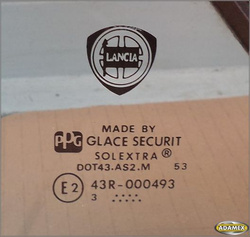 LANCIA
MADE BY
PPG GLACE SECURIT
SOLEXTRA®
DOT43.AS2.M 53
E2 43R-000493
3
ADAMEX